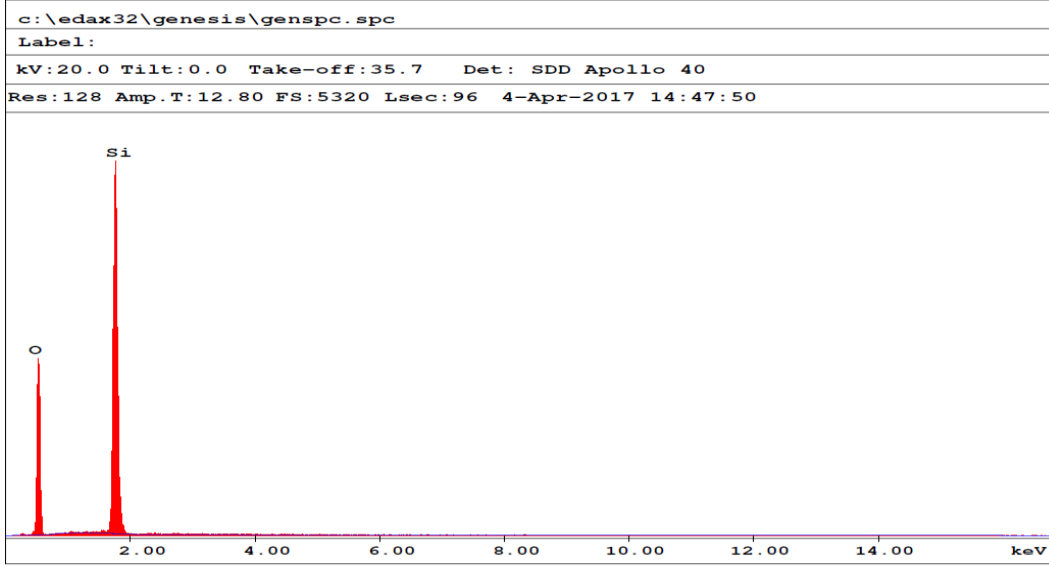 c:\edax32\genesis\genspc.spc
Label:
kV:20.0 Tilt:0.0 Take-off:35.7 Det: SDD Apollo 40
Res:128 Amp.T:12.80 FS:5320 Lsec:96 4-Apr-2017 14:47:50
Si
O
2.00 4.00 6.00 8.00 10.00 12.00 14.00 keV